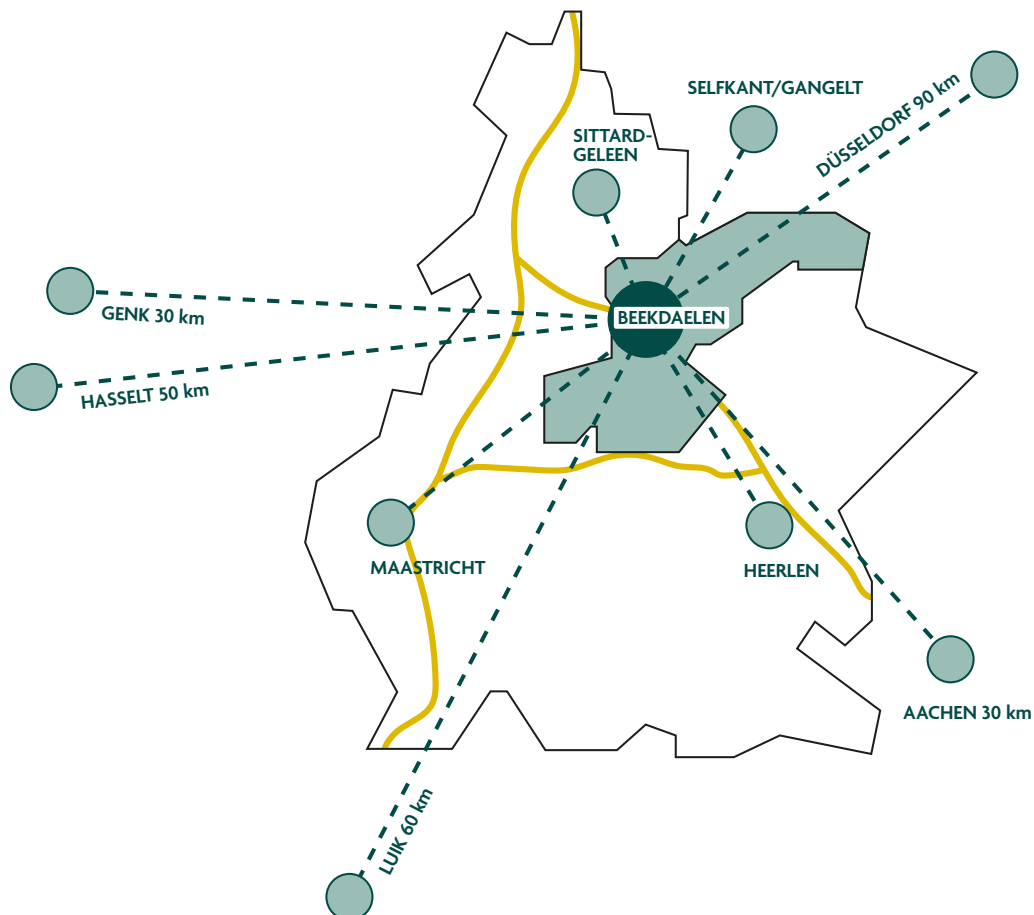 SELFKANT/GANGELT
DÜSSELDORF 90 km
SITTARD-
GELEEN
GENK 30 km
BEEKDAELEN
HASSELT 50 km
MAASTRICHT
HEERLEN
AACHEN 30 km
LUIK 60 km